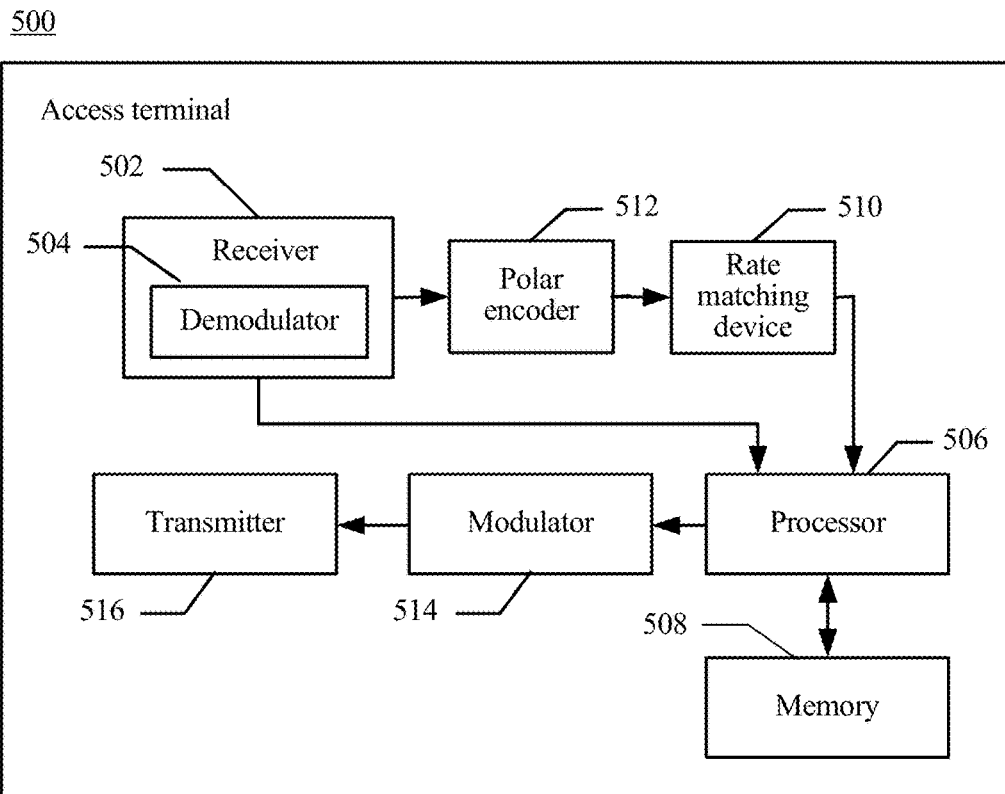 500
Access terminal
502
504
Receiver
Demodulator
512
Polar
encoder
510
Rate
matching
device
506
Transmitter
Modulator
Processor
516
514
508
Memory